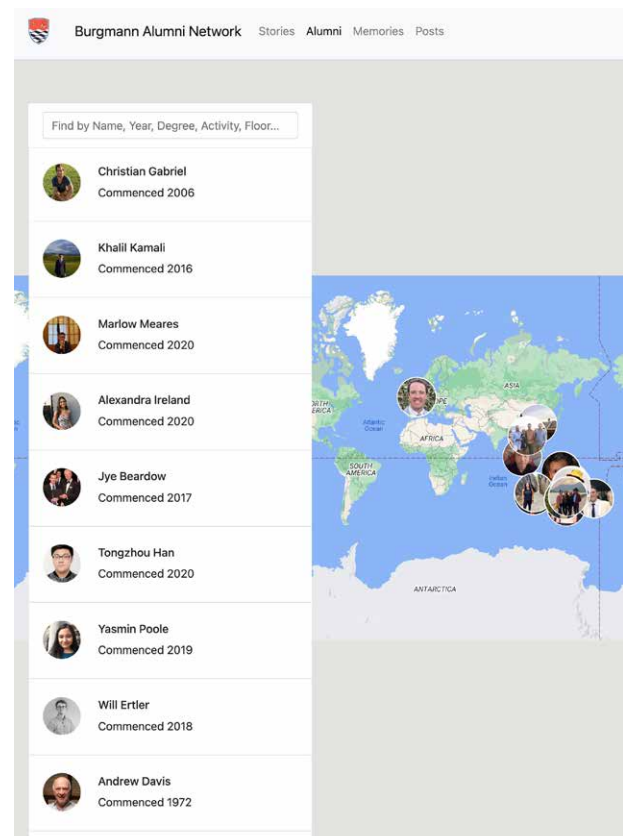 Burgmann Alumni Network Stories Alumni Memories Posts
Find by Name, Year, Degree, Activity, Floor...
Christian Gabriel
Commenced 2006
Khalil Kamali
Commenced 2016
Marlow Meares
Commenced 2020
Alexandra Ireland
Commenced 2020
Jye Beardow
Commenced 2017
Tongzhou Han
Commenced 2020
Yasmin Poole
Commenced 2019
Will Ertler
Commenced 2018
Andrew Davis
Commenced 1972
ASIA
Atlantic
Ocean
AFRICA
SOUTH
AMERICA
Indian
Ocean
ANTARCTICA